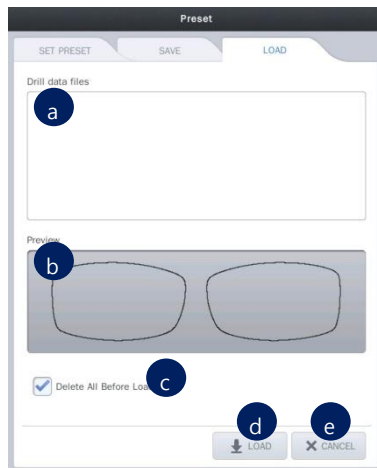 Preset
SET PRESET SAVE LOAD
Drill data files
a
Preview
b
Delete All Before Loa
c
d e
LOAD CANCEL